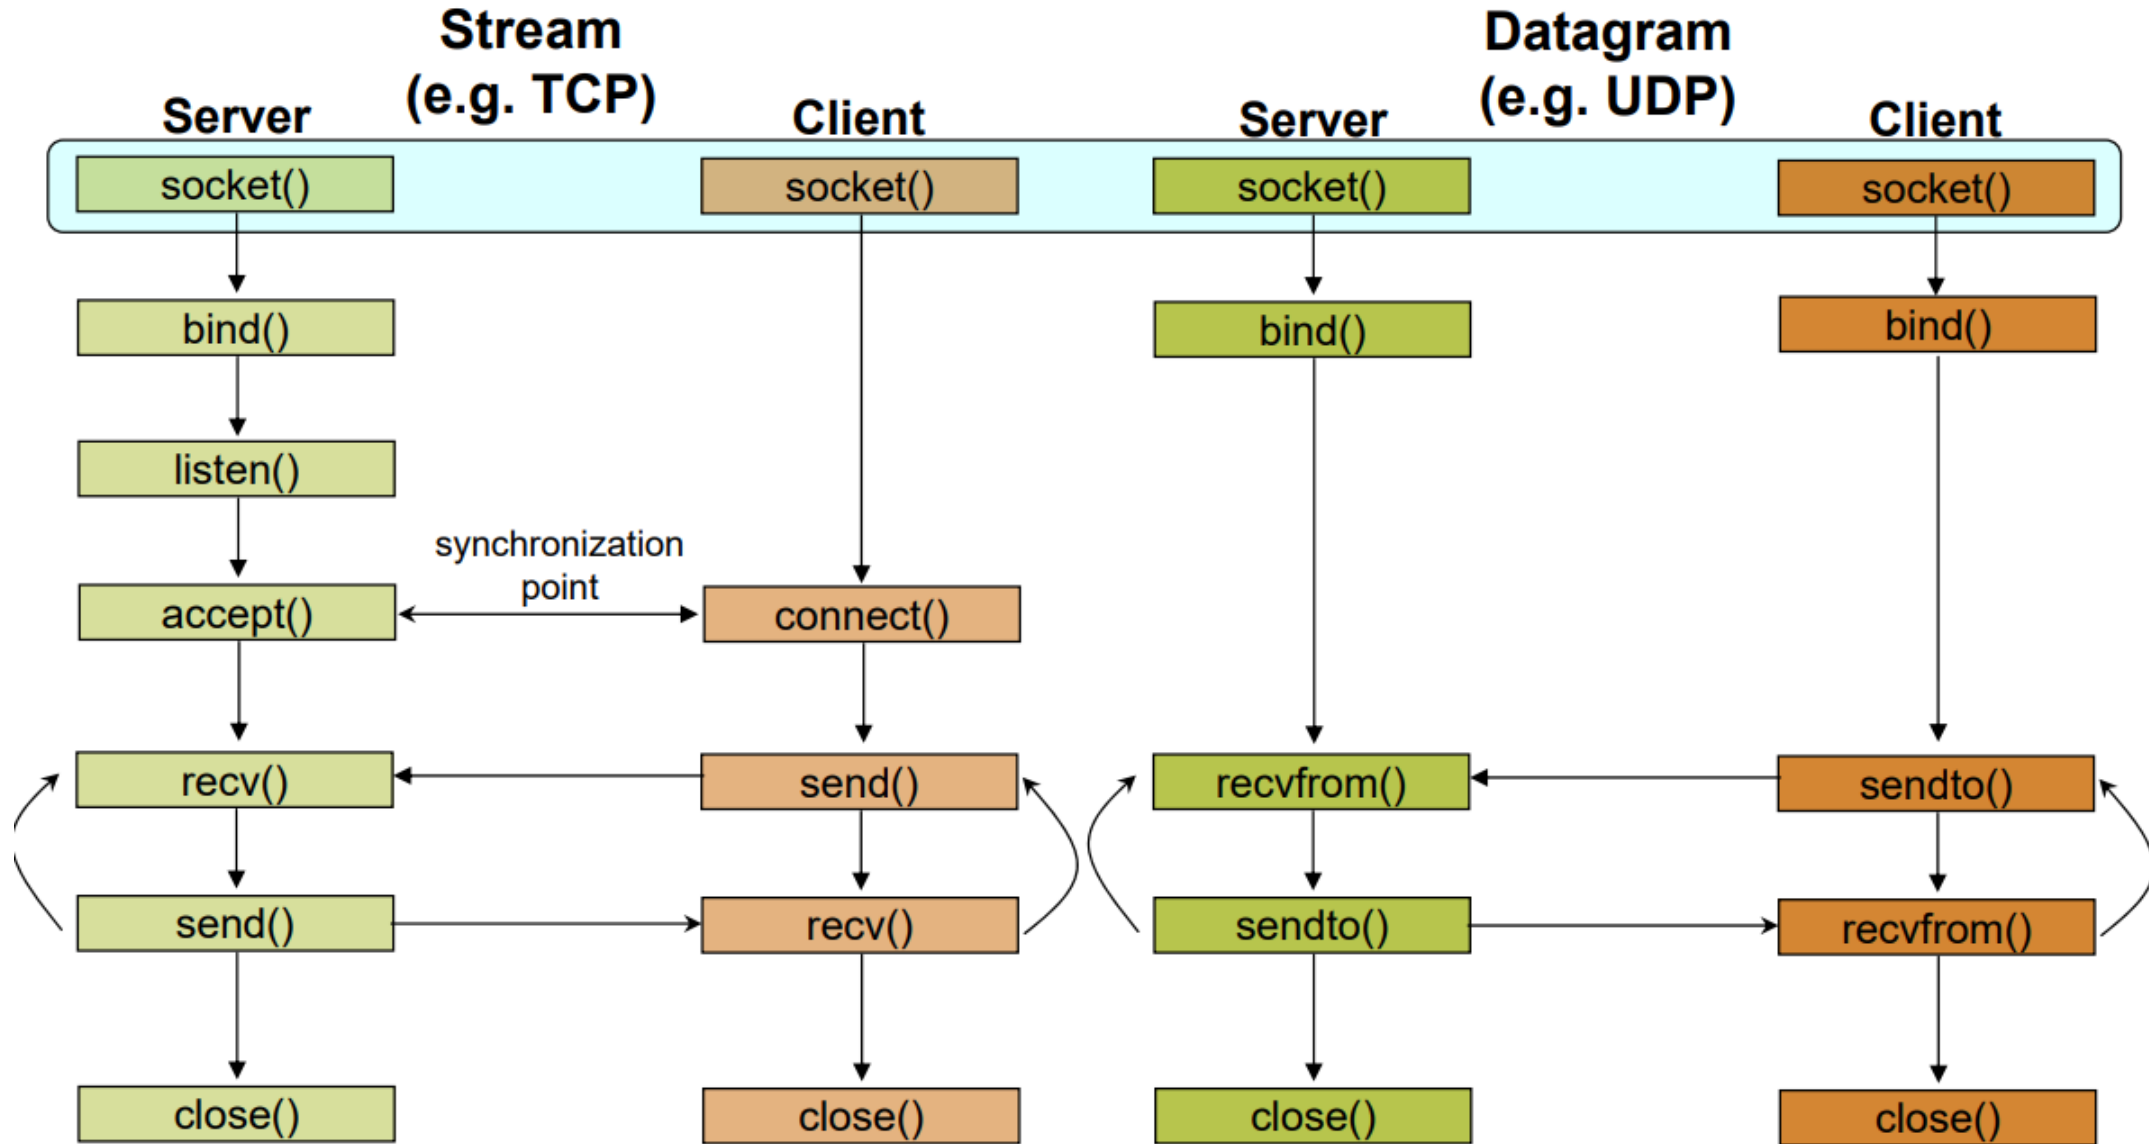 Stream
(e.g. TCP)
Datagram
(e.g. UDP)
Server
Client
Server
Client
socket()
socket()
socket()
socket()
bind()
bind()
bind()
listen()
synchronization
point
accept()
connect()
recv()
send()
recvfrom()
sendto()
send()
recv()
sendto()
recvfrom()
close()
close()
close()
close()